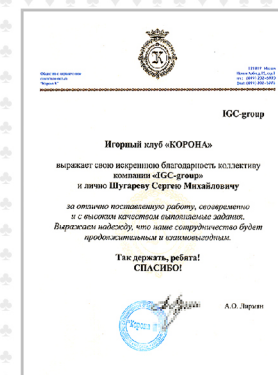 IGC-group
Игорный клуб «КОРОНА»
выражает свою искреннюю благодарность коллективу
компании «IGC-group»
и лично Шугареву Сергею Михайловичу
за отлично поставленную работу, своевременно
и с высоким качеством выполняемые задания.
Выражаем надежду, что наше сотрудничество будет
продолжительным и взаимовыгодным.
Так держать, ребята!
СПАСИБО!
А.О. Лирман